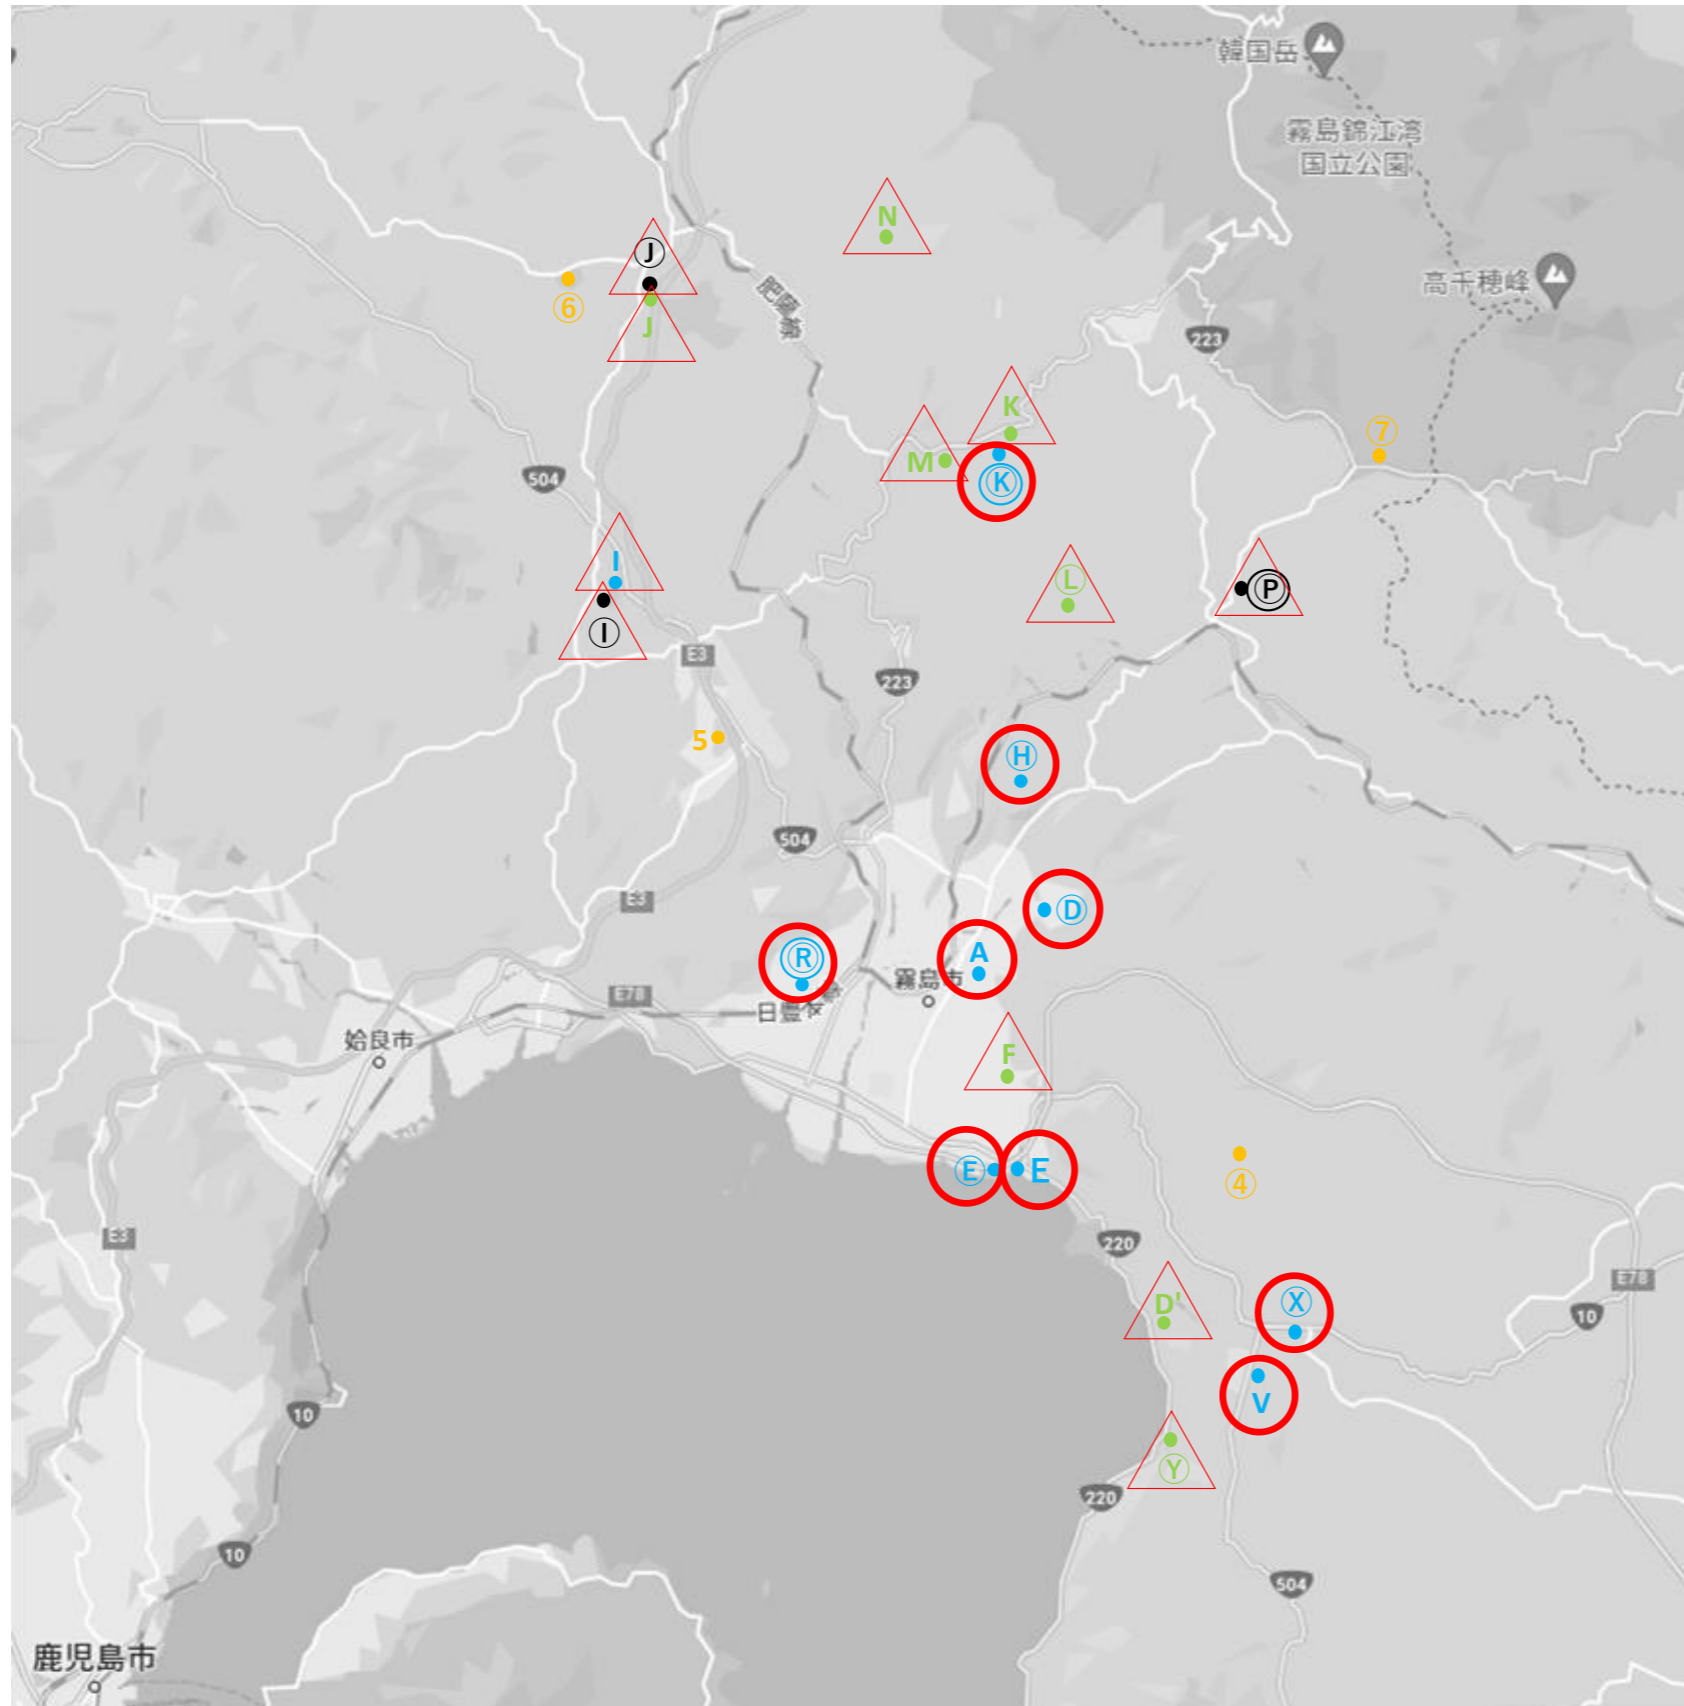 韓国岳
霧島錦江湾
国立公園
N
Ⓙ
高千穂峰
⑥
肥薩線
J
223
K
⑦
M
Ⓚ
504
I
Ⓛ
Ⓟ
Ⓘ
E3
223
5
Ⓗ
504
E3
Ⓓ
A
Ⓡ
霧島市
E78
日豊
姶良市
F
Ⓔ
E
④
E3
220
E78
D'
Ⓧ
10
V
10
Ⓨ
220
10
504
鹿児島市